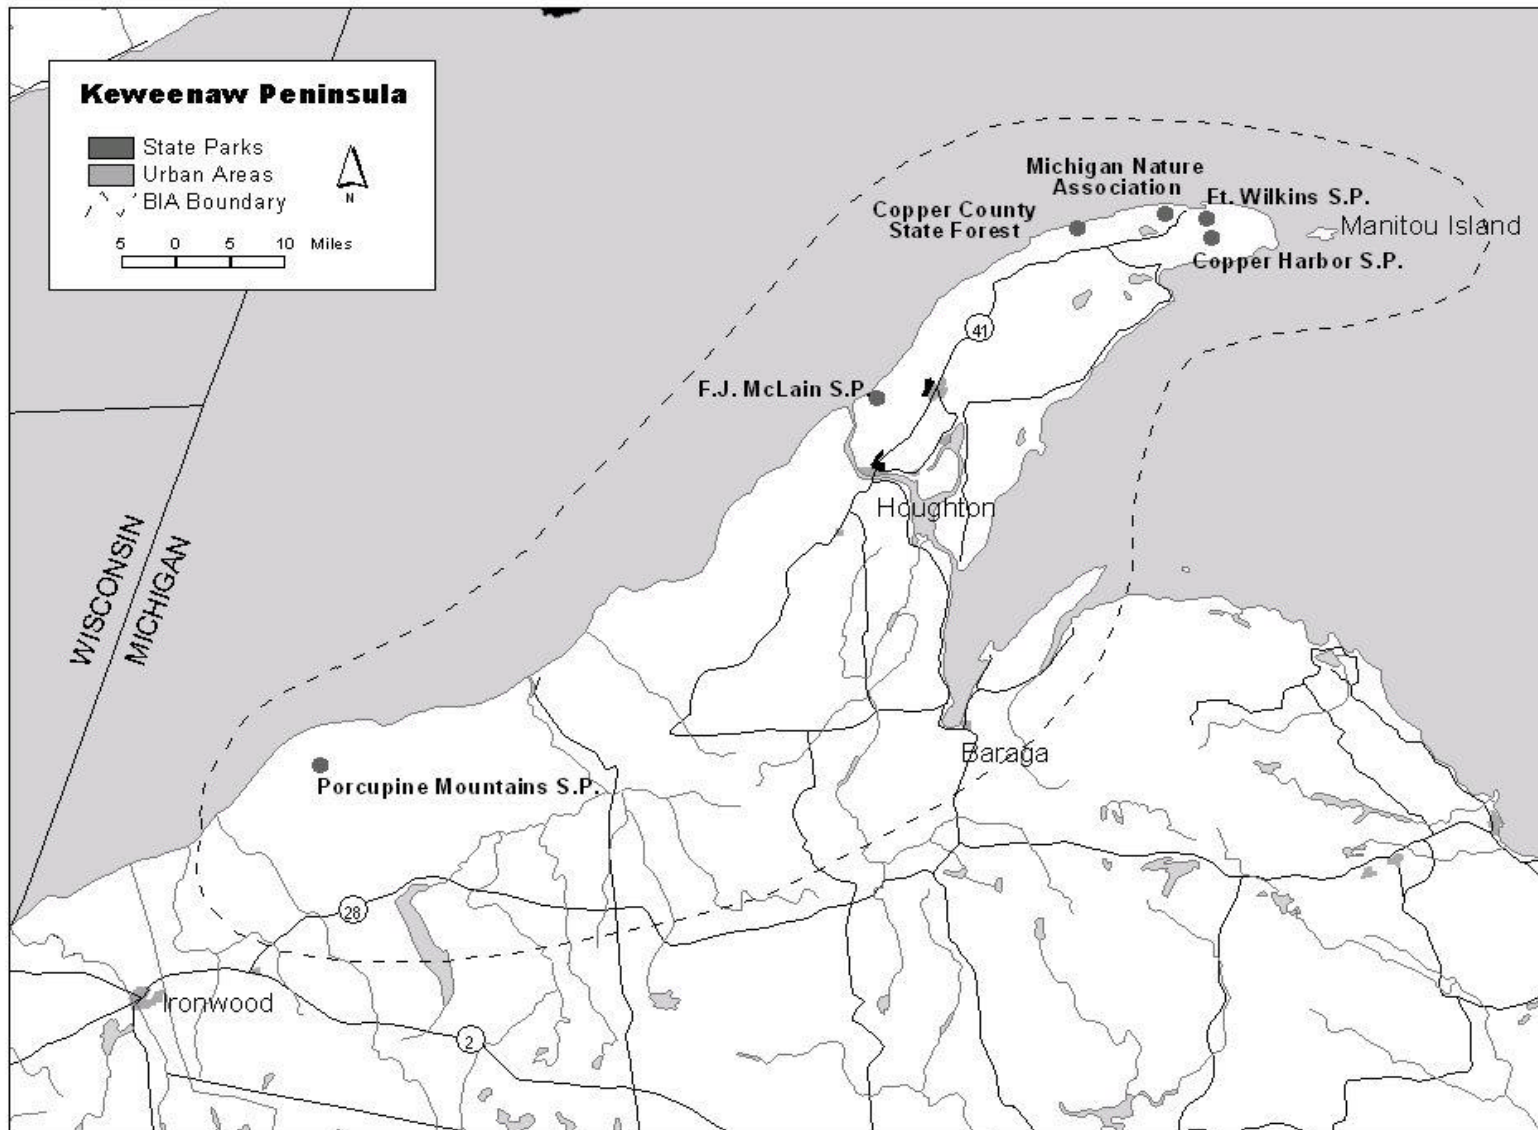 Keweenaw Peninsula
State Parks
Urban Areas
BIA Boundary
N
5 0 5 10 Miles
Michigan Nature
Association
Ft. Wilkins S.P.
Copper County
State Forest
Manitou Island
Copper Harbor S.P.
41
F.J. McLain S.P.
Houghton
WISCONSIN
MICHIGAN
Baraga
Porcupine Mountains S.P.
28
Ironwood
2